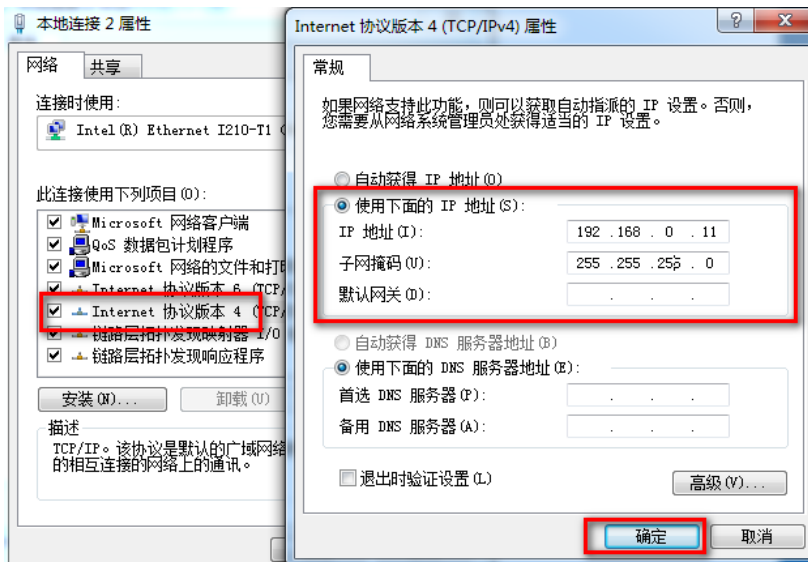 本地连接 2 属性
网络
共享
连接时使用:
Intel(R) Ethernet I210-T1
此连接使用下列项目(O):
Microsoft 网络客户端
QoS 数据包计划程序
Microsoft 网络的文件和打
Internet 协议版本 6 (TCP/
Internet 协议版本 4 (TCP/
链路层拓扑发现映射器 I/O
链路层拓扑发现响应程序
安装(N)...
卸载(U)
描述
TCP/IP。该协议是默认的广域网络
的相互连接的网络上的通讯。
Internet 协议版本 4 (TCP/IPv4) 属性
常规
如果网络支持此功能，则可以获取自动指派的 IP 设置。否则，
您需要从网络系统管理员处获得适当的 IP 设置。
自动获得 IP 地址(O)
使用下面的 IP 地址(S):
IP 地址(I):
192 .168 . 0 . 11
子网掩码(U):
255 .255 .255 . 0
默认网关(D):
. . .
自动获得 DNS 服务器地址(B)
使用下面的 DNS 服务器地址(E):
首选 DNS 服务器(P):
. . .
备用 DNS 服务器(A):
. . .
退出时验证设置(L)
高级(V)...
确定
取消